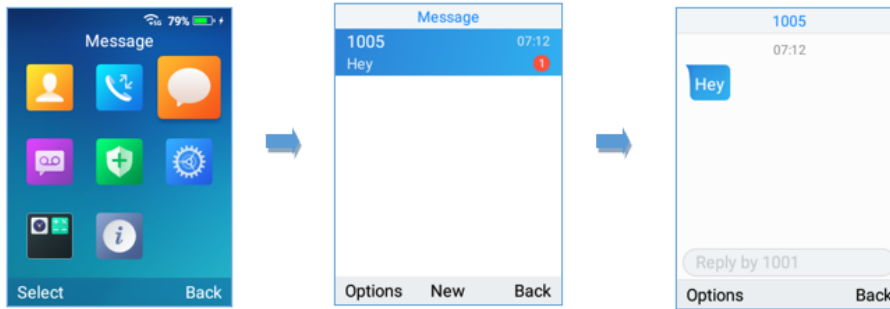 4G 79%
Message
Select Back
Message
1005 07:12
Hey 1
Options New Back
1005
07:12
Hey
Reply by 1001
Options Back